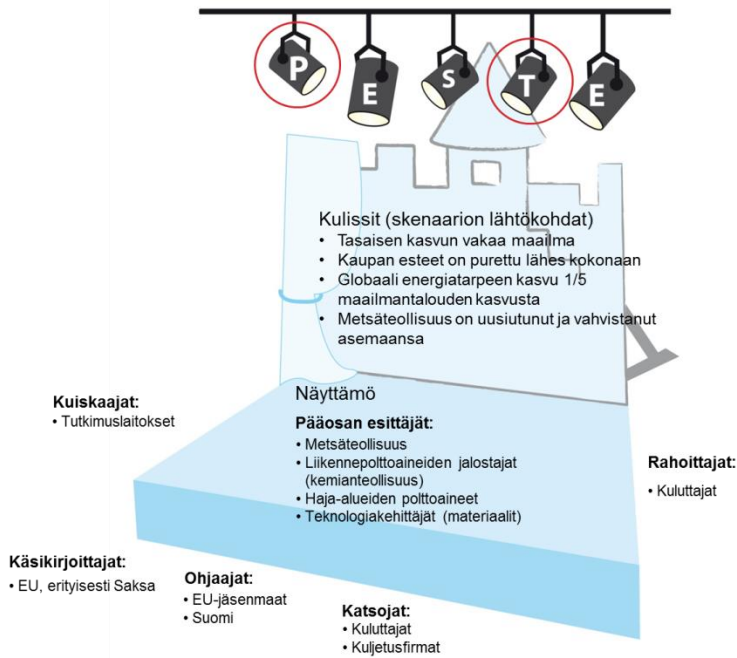 P E S T E
Kulissit (skenaarion lähtökohdat)
• Tasaisen kasvun vakaa maailma
• Kaupan esteet on purettu lähes kokonaan
• Globaali energiatarpeen kasvu 1/5
maailmantalouden kasvusta
• Metsäteollisuus on uusiutunut ja vahvistanut
asemaansa
Kuiskaajat:
• Tutkimuslaitokset
Näyttämö
Pääosan esittäjät:
• Metsäteollisuus
• Liikennepolttoaineiden jalostajat
(kemianteollisuus)
• Haja-alueiden polttoaineet
• Teknologiakehittäjät (materiaalit)
Rahoittajat:
• Kuluttajat
Käsikirjoittajat:
• EU, erityisesti Saksa
Ohjaajat:
• EU-jäsenmaat
• Suomi
Katsojat:
• Kuluttajat
• Kuljetusfirmat